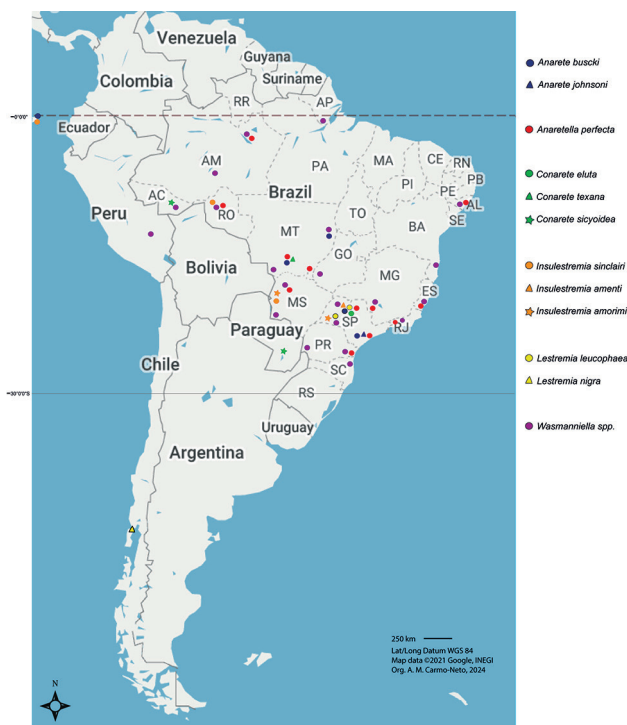 Venezuela
Guyana
Suriname
Colombia
RR
AP
0°0'0"
Ecuador
AM
PA
MA
CE
RN
PB
PI
PE
AC
Brazil
AL
RO
TO
SE
Peru
BA
MT
GO
Bolivia
MG
MS
ES
SP
Paraguay
RJ
PR
Chile
SC
-30°0'0"S
RS
Uruguay
Argentina
Anarete buscki
Anarete johnsoni
Anaretella perfecta
Conarete eluta
Conarete texana
Conarete sicyoidea
Insulestremia sinclairi
Insulestremia amenti
Insulestremia amorimi
Lestremia leucophaea
Lestremia nigra
Wasmanniella spp.
250 km
Lat/Long Datum WGS 84
Map data ©2021 Google, INEGI
Org. A. M. Carmo-Neto, 2024
N